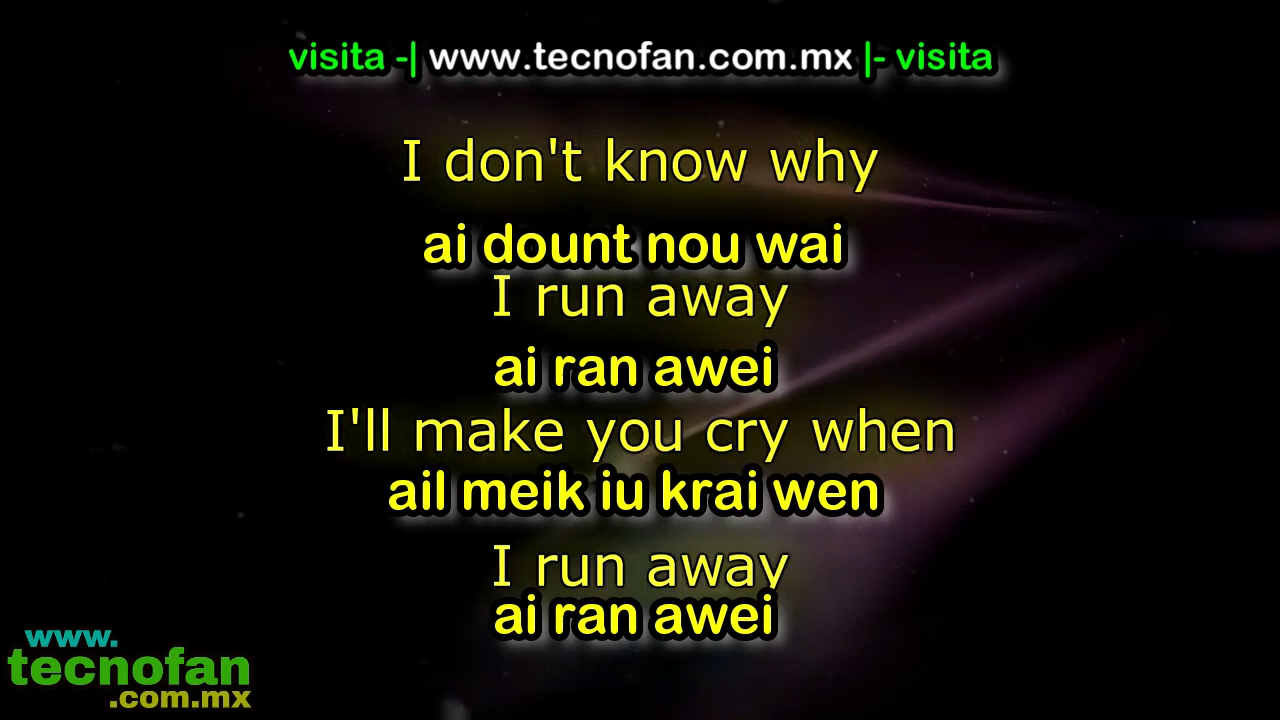 visita -| www.tecnofan.com.mx |- visita
I don't know why
ai dount nou wai
I run away
ai ran awei
I'll make you cry when
ail meik iu krai wen
I run away
ai ran awei
www.
tecnofan
.com.mx